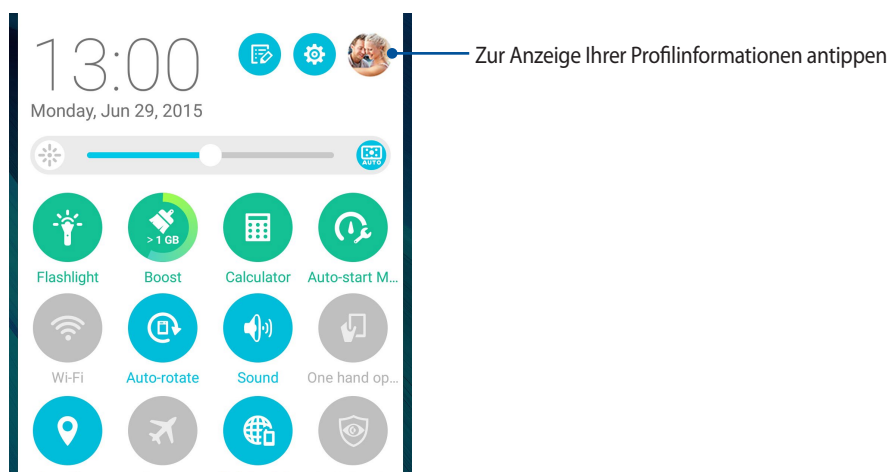 13:00
Zur Anzeige Ihrer Profilinformationen antippen
Monday, Jun 29, 2015
AUTO
> 1 GB
Flashlight Boost Calculator Auto-start M...
Wi-Fi Auto-rotate Sound One hand op...